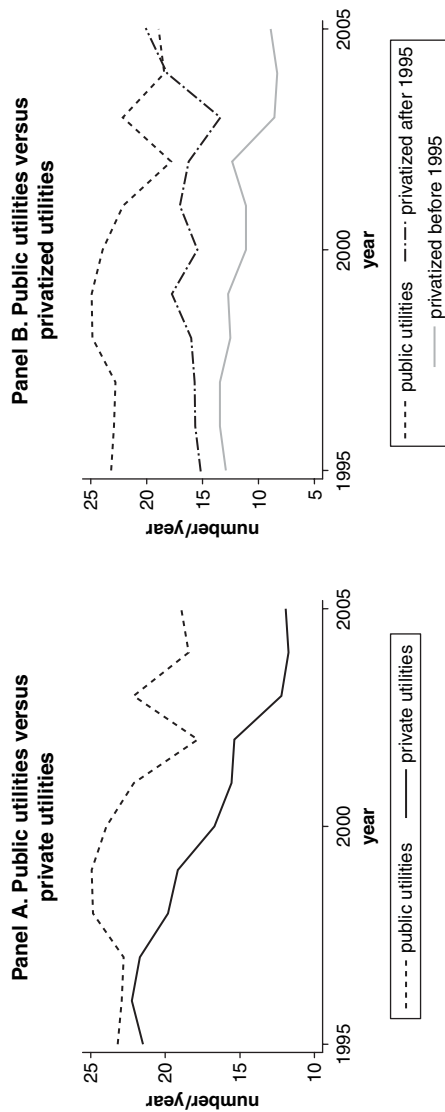 Panel A. Public utilities versus
private utilities
number/year
25
20
15
10
1995
2000
2005
year
public utilities
private utilities
Panel B. Public utilities versus
privatized utilities
number/year
25
20
15
10
5
1995
2000
2005
year
public utilities
privatized after 1995
privatized before 1995